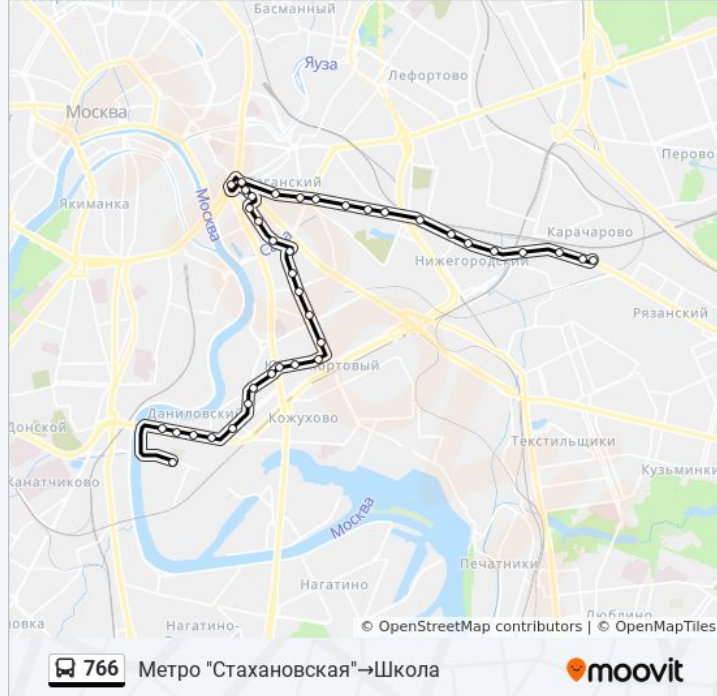 Басманный
Яуза
Лефортово
Москва
Перово
Таганский
Якиманка
Москва
Карачарово
Нижегородский
Рязанский
Южнопортовый
Даниловский
Донской
Кожухово
Текстильщики
Канатчиково
Кузьминки
Москва
Печатники
Нагатино
Люблино
Нагатино-
© OpenStreetMap contributors | © OpenMapTiles
766 Метро "Стахановская"→Школа
moovit